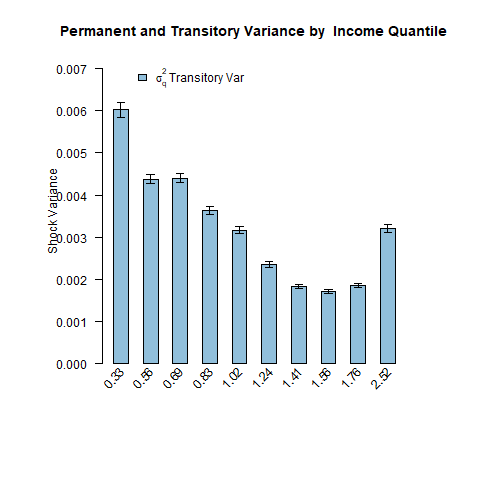 Permanent and Transitory Variance by  Income Quantile
σ²q Transitory Var
0.007
0.006
0.005
0.004
0.003
0.002
0.001
0.000
Shock Variance
0.33 0.56 0.69 0.83 1.02 1.24 1.41 1.56 1.76 2.52